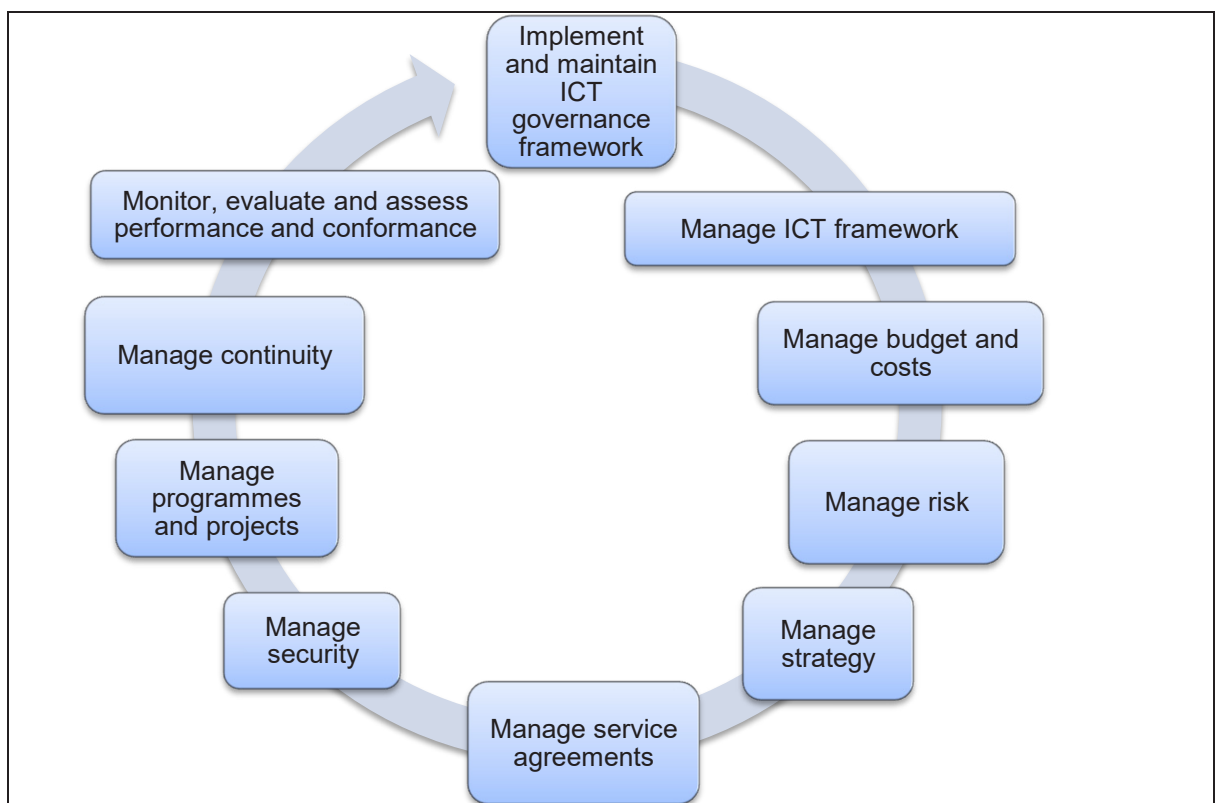 Implement
and maintain
ICT
governance
framework
Manage ICT framework
Manage budget and
costs
Manage risk
Manage
strategy
Manage service
agreements
Manage
security
Manage
programmes
and projects
Manage continuity
Monitor, evaluate and assess
performance and conformance